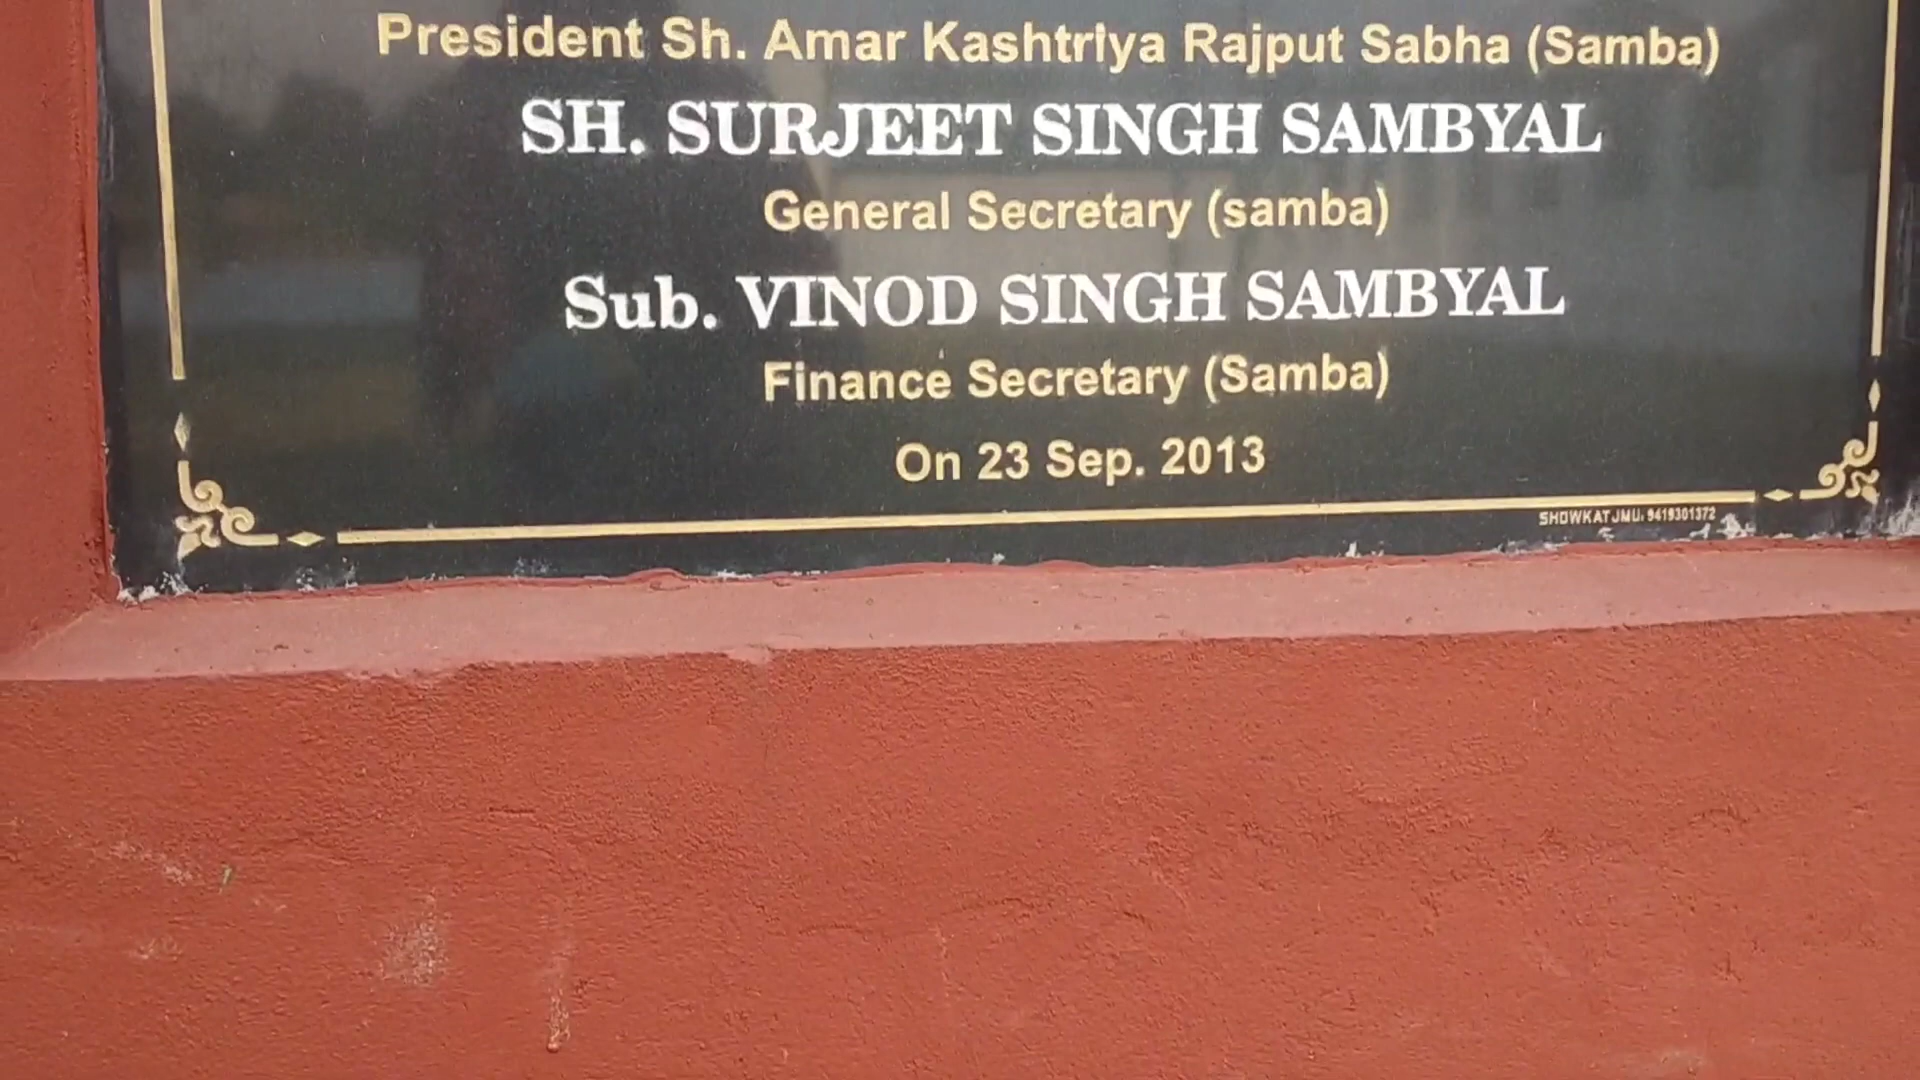 President Sh. Amar Kashtriya Rajput Sabha (Samba)
SH. SURJEET SINGH SAMBYAL
General Secretary (samba)
Sub. VINOD SINGH SAMBYAL
Finance Secretary (Samba)
On 23 Sep. 2013
SHOWKAT JMU. 9419301372